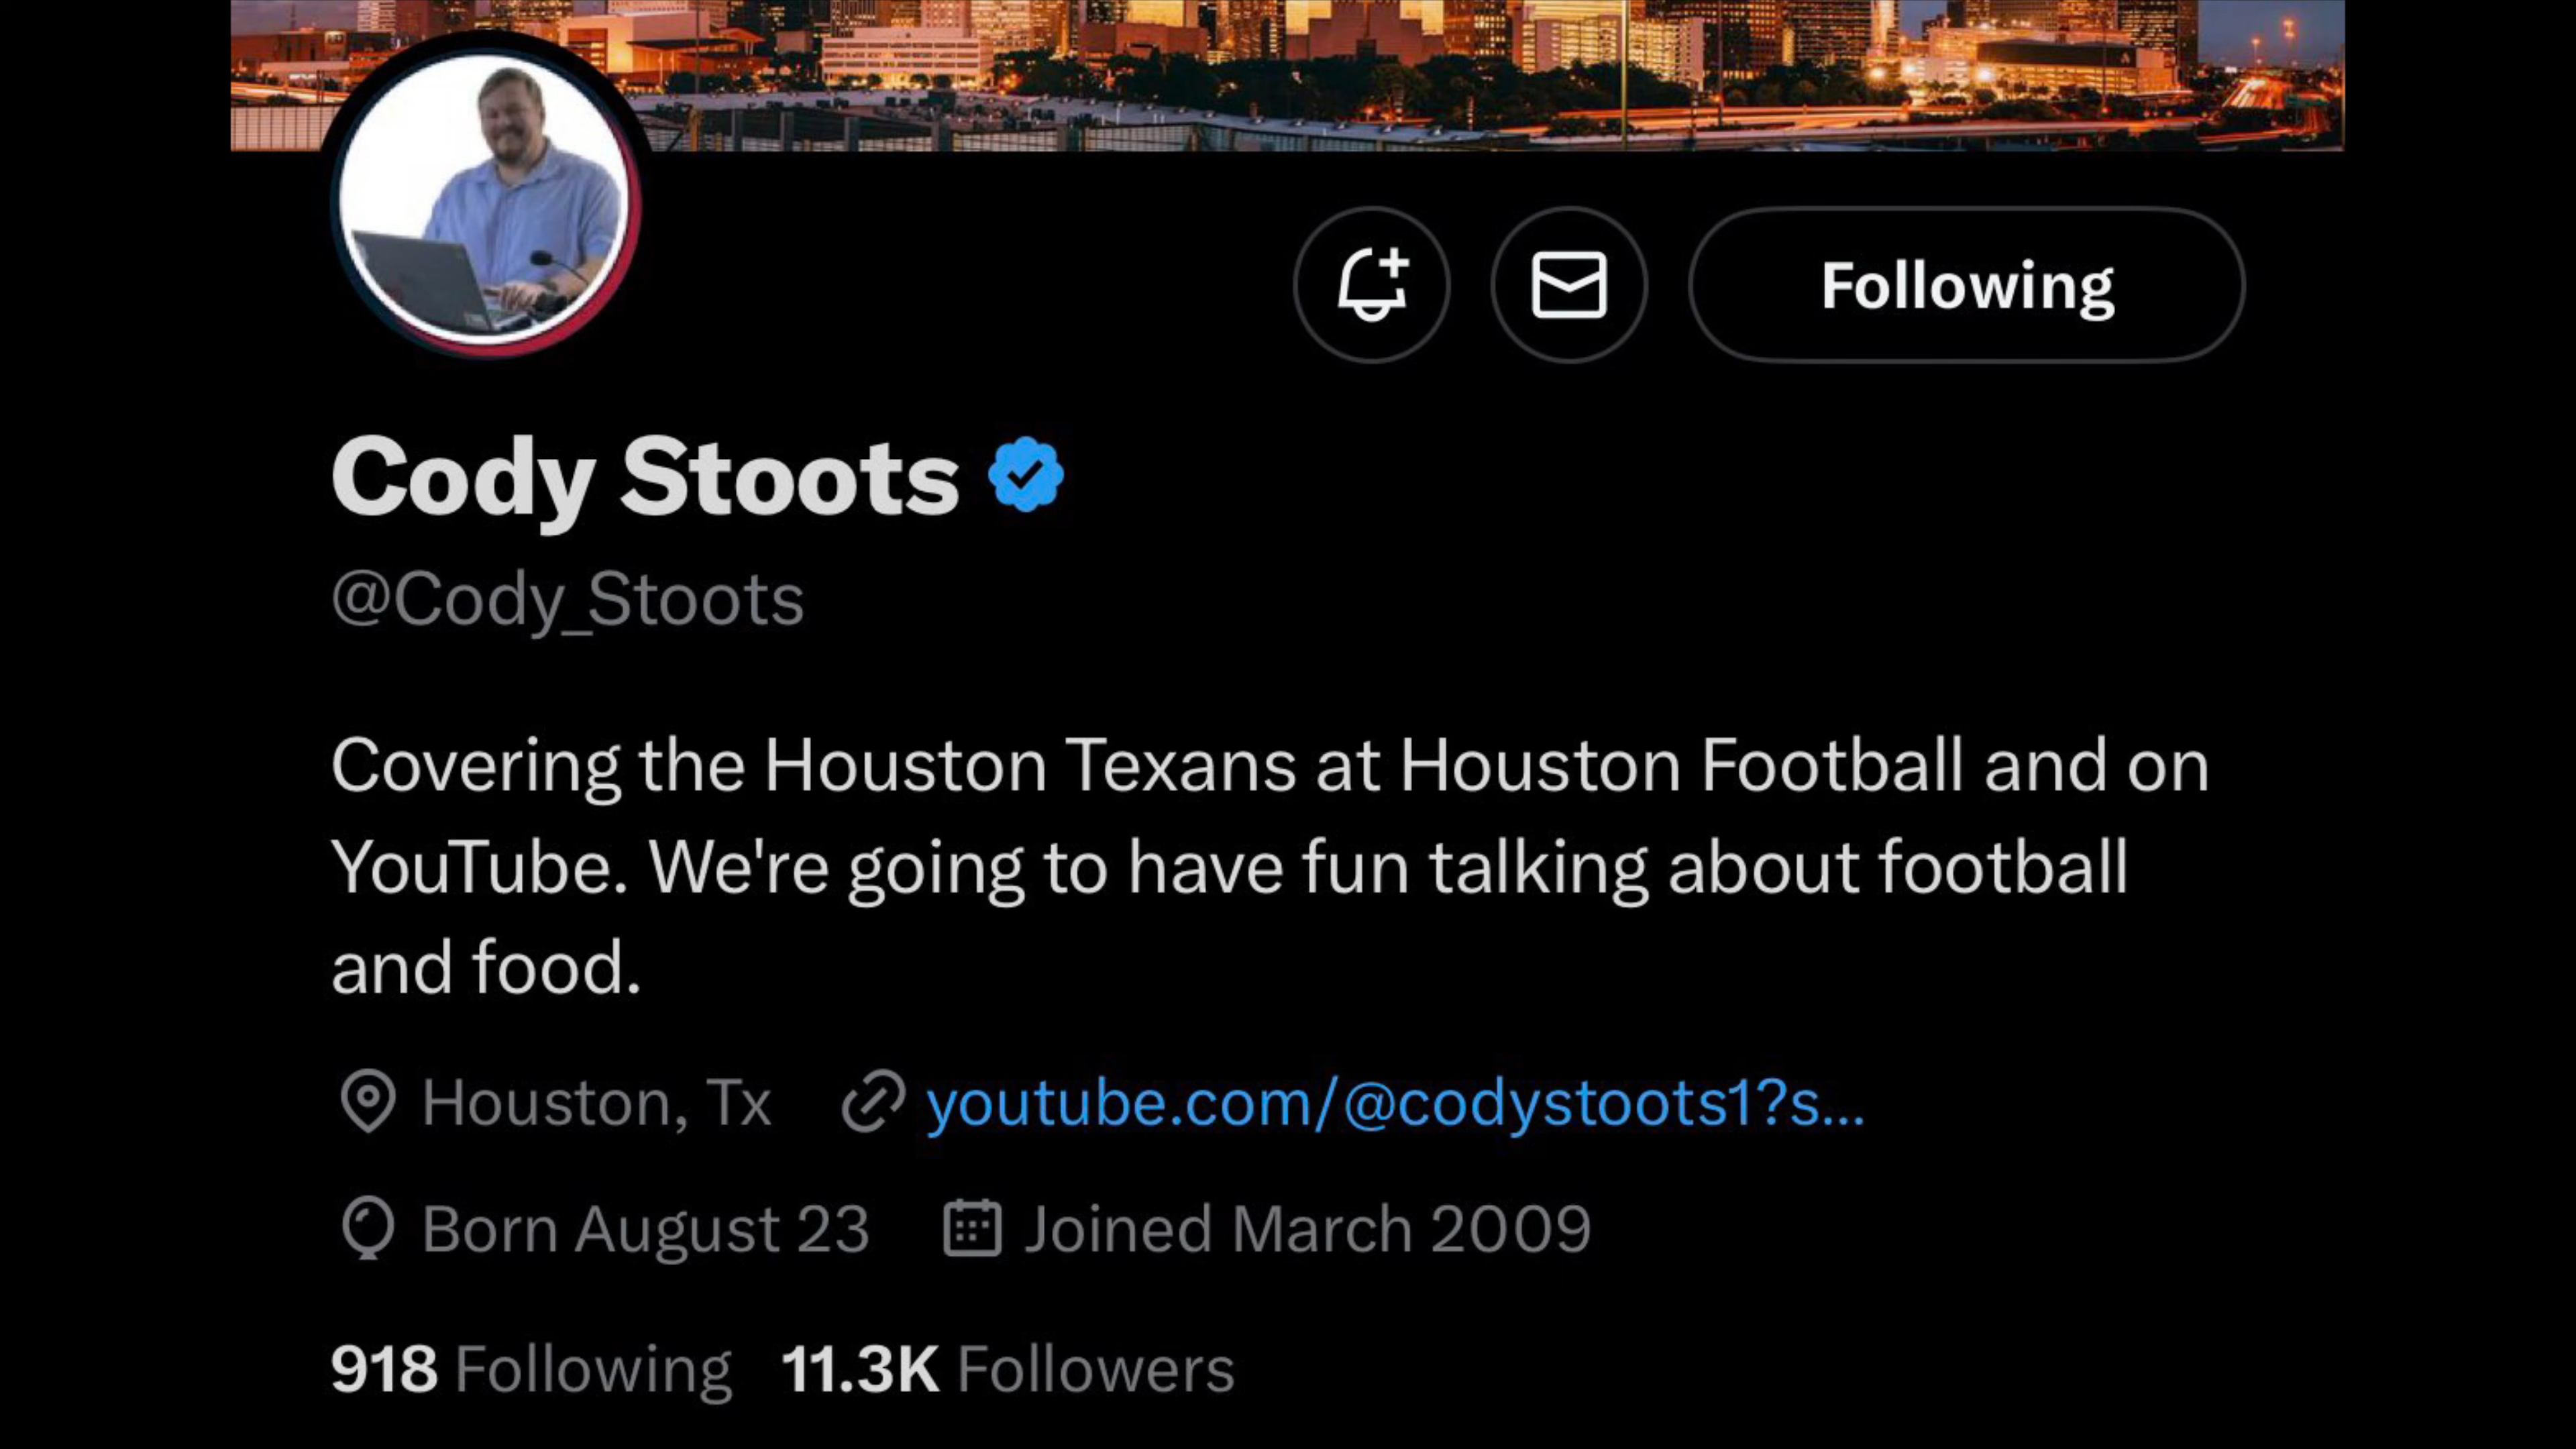 Following
Cody Stoots
@Cody_Stoots
Covering the Houston Texans at Houston Football and on
YouTube. We're going to have fun talking about football
and food.
Houston, Tx youtube.com/@codystoots1?s...
Born August 23 Joined March 2009
918 Following 11.3K Followers